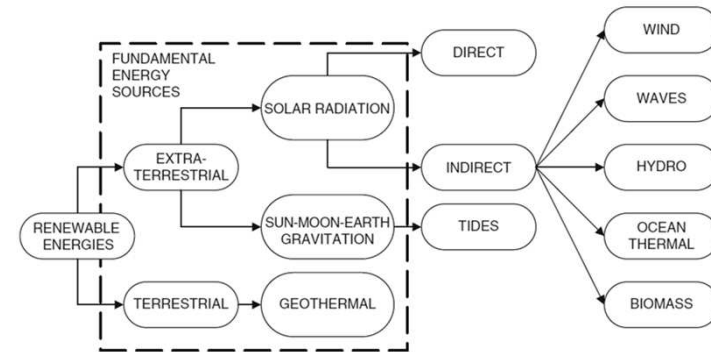 FUNDAMENTAL
ENERGY
SOURCES
RENEWABLE
ENERGIES
EXTRA-
TERRESTRIAL
TERRESTRIAL
SOLAR RADIATION
SUN-MOON-EARTH
GRAVITATION
GEOTHERMAL
DIRECT
INDIRECT
TIDES
WIND
WAVES
HYDRO
OCEAN
THERMAL
BIOMASS